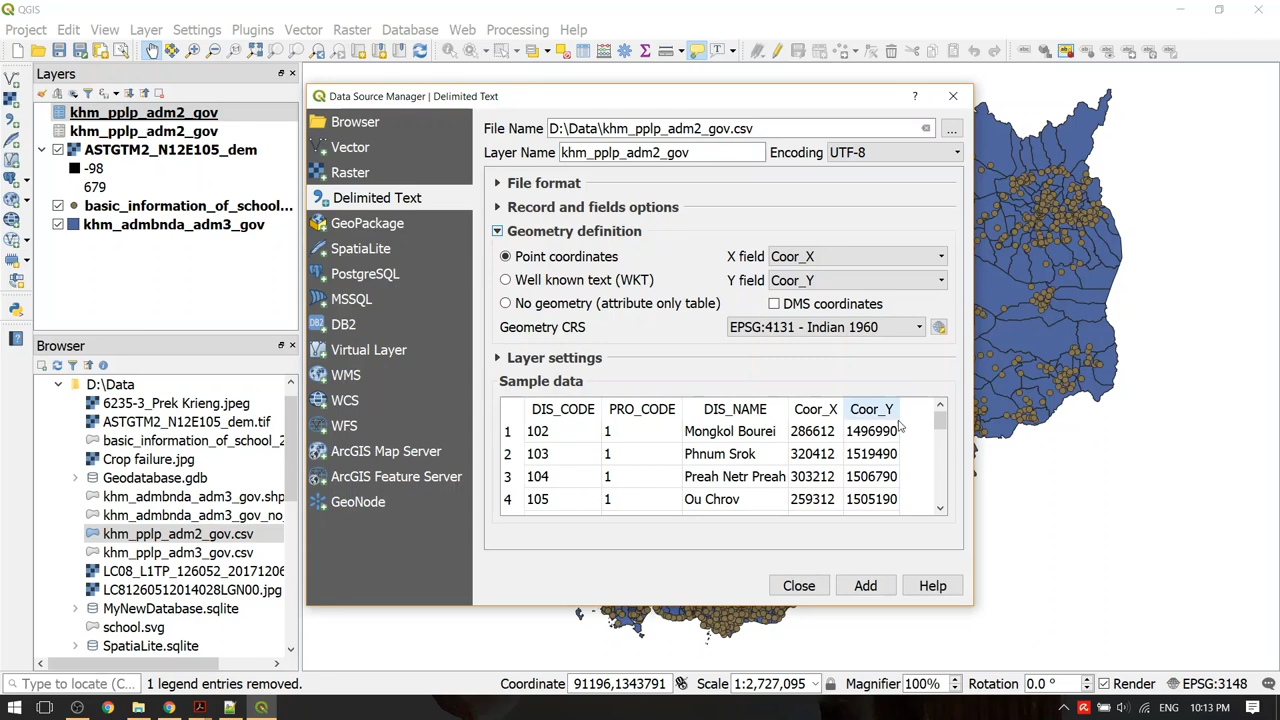 QGIS
Project Edit View Layer Settings Plugins Vector Raster Database Web Processing Help
Layers
khm_pplp_adm2_gov
khm_pplp_adm2_gov
ASTGTM2_N12E105_dem
-98
679
basic_information_of_school...
khm_admbnda_adm3_gov
Browser
D:\Data
6235-3_Prek Krieng.jpeg
ASTGTM2_N12E105_dem.tif
basic_information_of_school_2
Crop failure.jpg
Geodatabase.gdb
khm_admbnda_adm3_gov.shp
khm_admbnda_adm3_gov_no
khm_pplp_adm2_gov.csv
khm_pplp_adm3_gov.csv
LC08_L1TP_126052_20171206
LC81260512014028LGN00.jpg
MyNewDatabase.sqlite
school.svg
SpatiaLite.sqlite
Data Source Manager | Delimited Text
?
Browser
Vector
Raster
Delimited Text
GeoPackage
SpatiaLite
PostgreSQL
MSSQL
DB2
Virtual Layer
WMS
WCS
WFS
ArcGIS Map Server
ArcGIS Feature Server
GeoNode
File Name D:\Data\khm_pplp_adm2_gov.csv ...
Layer Name khm_pplp_adm2_gov Encoding UTF-8
File format
Record and fields options
Geometry definition
Point coordinates X field Coor_X
Well known text (WKT) Y field Coor_Y
No geometry (attribute only table) DMS coordinates
Geometry CRS EPSG:4131 - Indian 1960
Layer settings
Sample data
DIS_CODE PRO_CODE DIS_NAME Coor_X Coor_Y
1 102 1 Mongkol Bourei 286612 1496990
2 103 1 Phnum Srok 320412 1519490
3 104 1 Preah Netr Preah 303212 1506790
4 105 1 Ou Chrov 259312 1505190
Close Add Help
Type to locate (C... 1 legend entries removed. Coordinate 91196,1343791 Scale 1:2,727,095 Magnifier 100% Rotation 0.0 ° Render EPSG:3148
ENG 10:13 PM